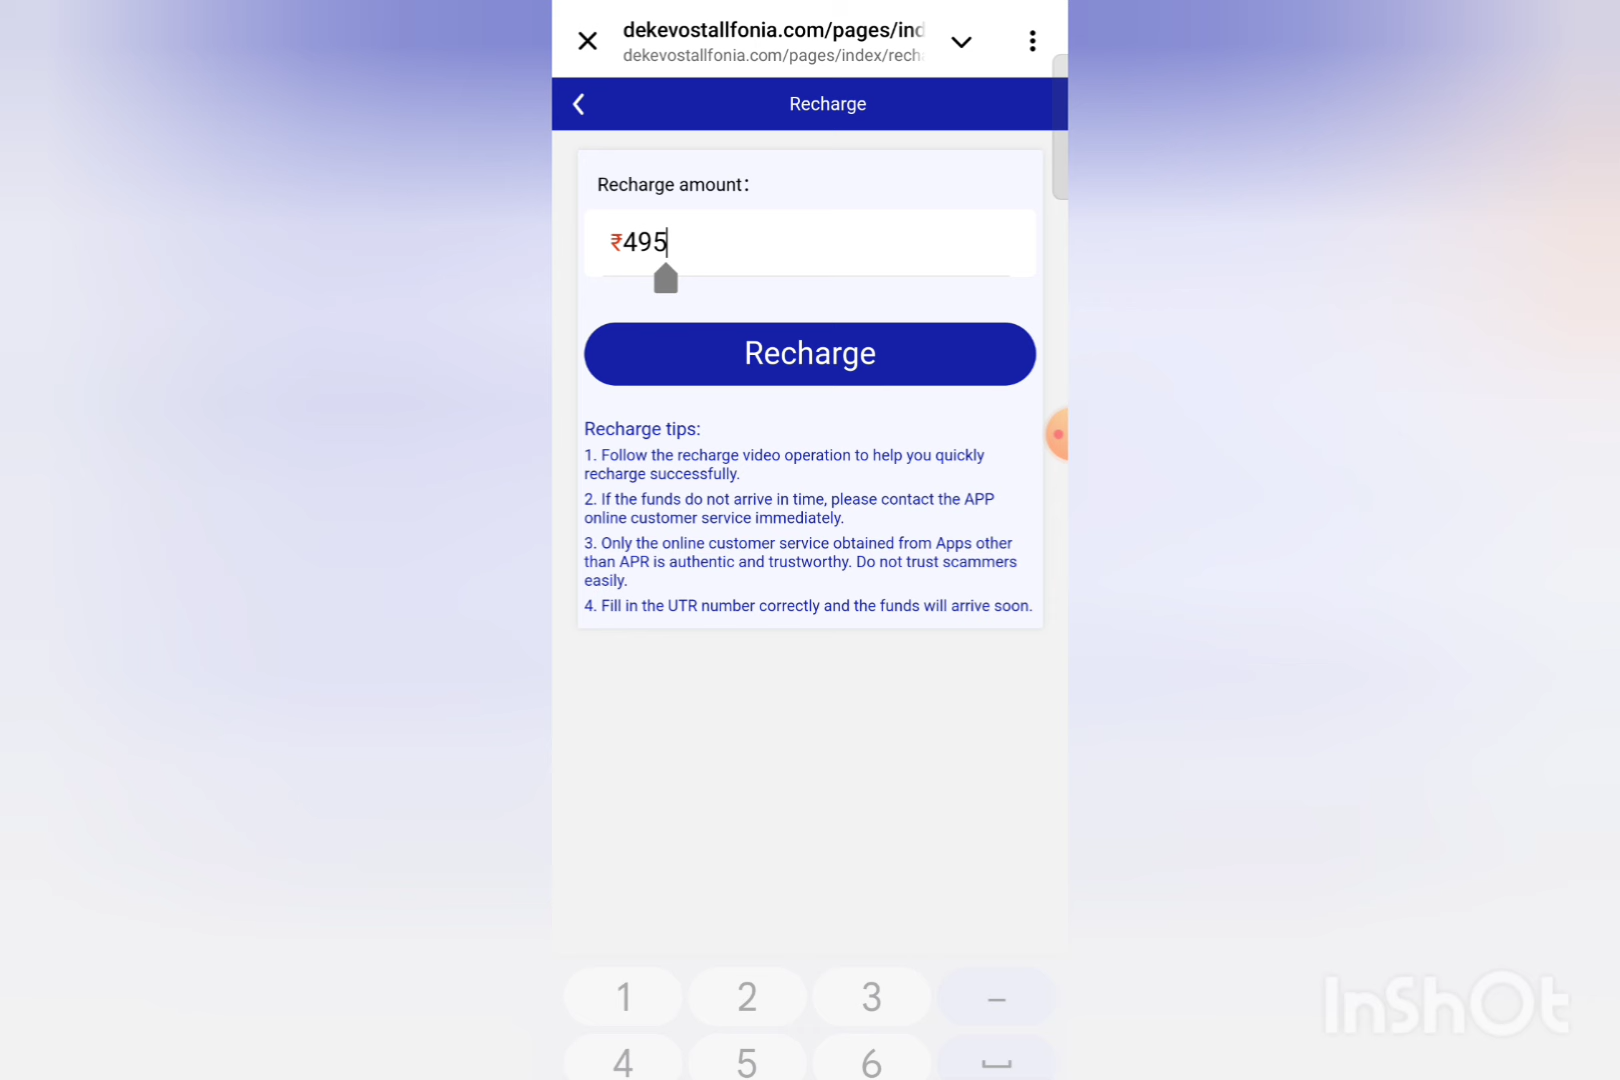 dekevostallfonia.com/pages/ind
dekevostallfonia.com/pages/index/rech
Recharge
Recharge amount:
₹495
Recharge
Recharge tips:
1. Follow the recharge video operation to help you quickly
recharge successfully.
2. If the funds do not arrive in time, please contact the APP
online customer service immediately.
3. Only the online customer service obtained from Apps other
than APR is authentic and trustworthy. Do not trust scammers
easily.
4. Fill in the UTR number correctly and the funds will arrive soon.
1 2 3 –
4 5 6
InShOt